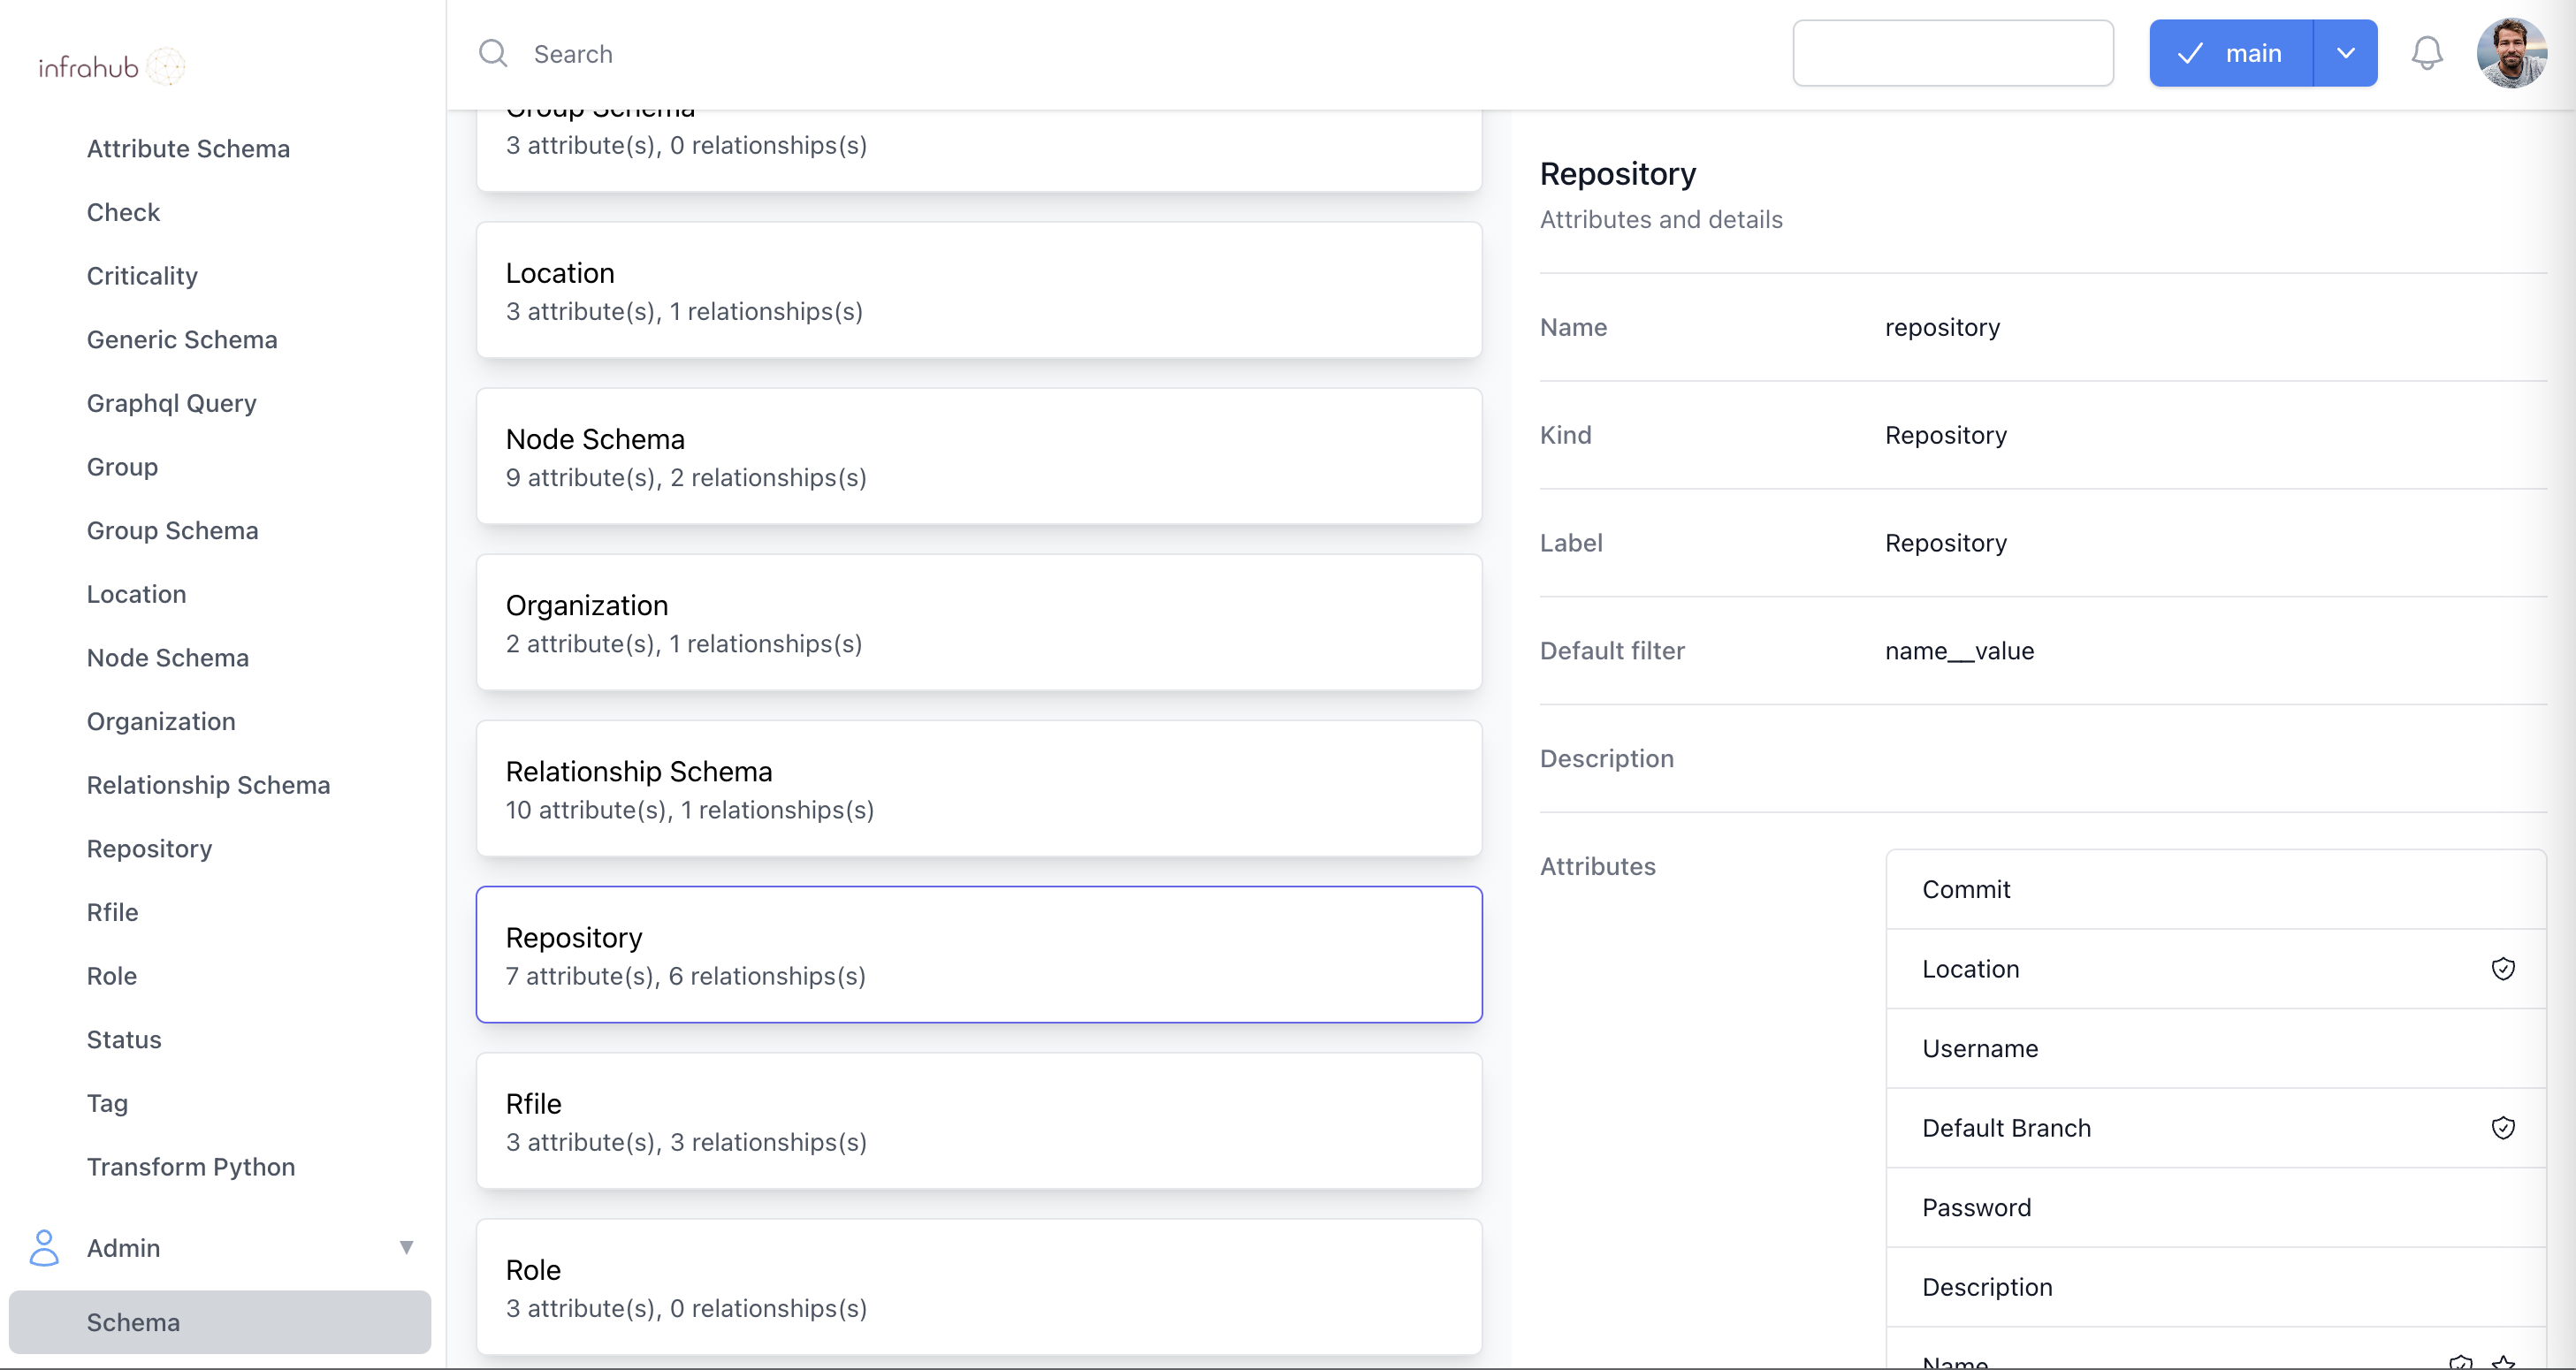 infrahub
Search
main
Attribute Schema
Check
Criticality
Generic Schema
Graphql Query
Group
Group Schema
Location
Node Schema
Organization
Relationship Schema
Repository
Rfile
Role
Status
Tag
Transform Python
Admin
Schema
Group Schema
3 attribute(s), 0 relationships(s)
Location
3 attribute(s), 1 relationships(s)
Node Schema
9 attribute(s), 2 relationships(s)
Organization
2 attribute(s), 1 relationships(s)
Relationship Schema
10 attribute(s), 1 relationships(s)
Repository
7 attribute(s), 6 relationships(s)
Rfile
3 attribute(s), 3 relationships(s)
Role
3 attribute(s), 0 relationships(s)
Repository
Attributes and details
Name repository
Kind Repository
Label Repository
Default filter name__value
Description
Attributes
Commit
Location
Username
Default Branch
Password
Description
Name